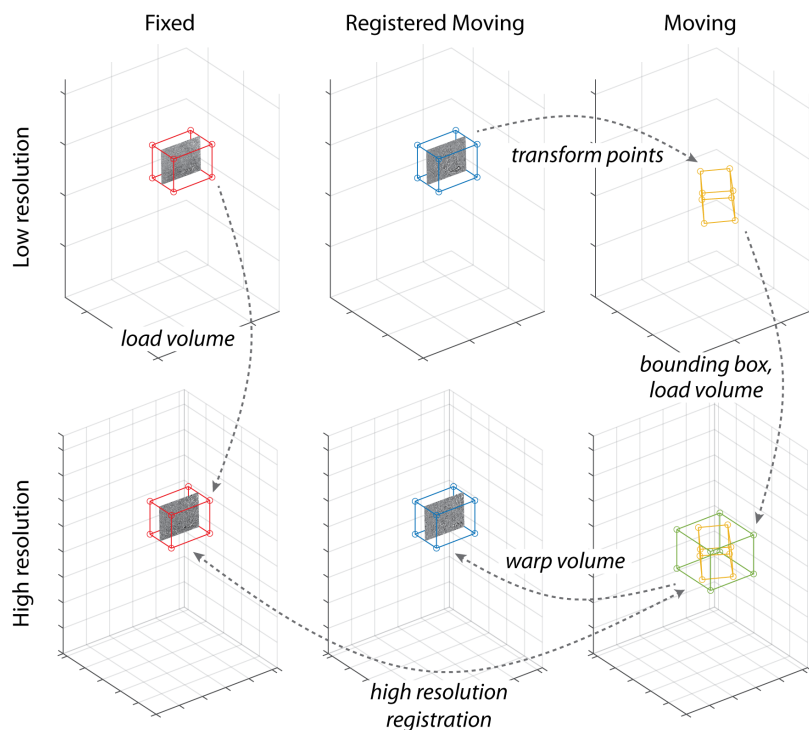 Fixed
Registered Moving
Moving
Low resolution
transform points
load volume
bounding box,
load volume
High resolution
warp volume
high resolution
registration